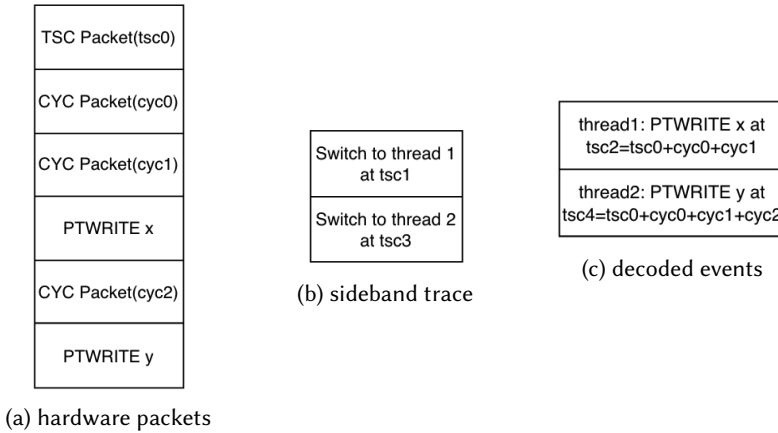 TSC Packet(tsc0)
CYC Packet(cyc0)
CYC Packet(cyc1)
PTWRITE x
CYC Packet(cyc2)
PTWRITE y
(a) hardware packets
Switch to thread 1
at tsc1
Switch to thread 2
at tsc3
(b) sideband trace
thread1: PTWRITE x at
tsc2=tsc0+cyc0+cyc1
thread2: PTWRITE y at
tsc4=tsc0+cyc0+cyc1+cyc2
(c) decoded events